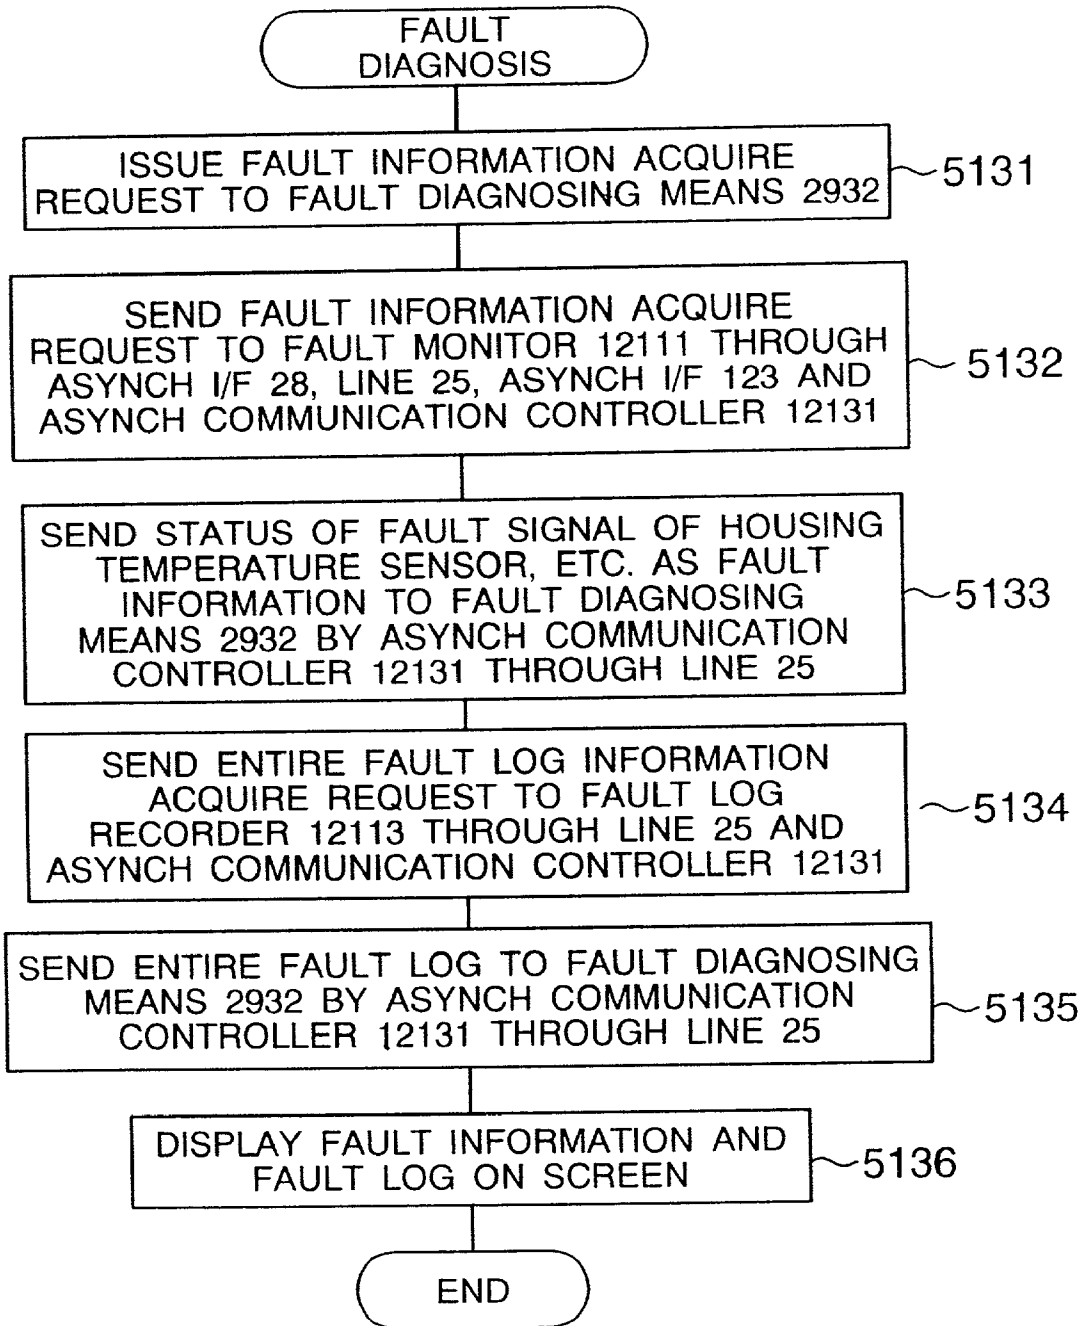 FAULT
DIAGNOSIS
ISSUE FAULT INFORMATION ACQUIRE
REQUEST TO FAULT DIAGNOSING MEANS 2932
5131
SEND FAULT INFORMATION ACQUIRE
REQUEST TO FAULT MONITOR 12111 THROUGH
ASYNCH I/F 28, LINE 25, ASYNCH I/F 123 AND
ASYNCH COMMUNICATION CONTROLLER 12131
5132
SEND STATUS OF FAULT SIGNAL OF HOUSING
TEMPERATURE SENSOR, ETC. AS FAULT
INFORMATION TO FAULT DIAGNOSING
MEANS 2932 BY ASYNCH COMMUNICATION
CONTROLLER 12131 THROUGH LINE 25
5133
SEND ENTIRE FAULT LOG INFORMATION
ACQUIRE REQUEST TO FAULT LOG
RECORDER 12113 THROUGH LINE 25 AND
ASYNCH COMMUNICATION CONTROLLER 12131
5134
SEND ENTIRE FAULT LOG TO FAULT DIAGNOSING
MEANS 2932 BY ASYNCH COMMUNICATION
CONTROLLER 12131 THROUGH LINE 25
5135
DISPLAY FAULT INFORMATION AND
FAULT LOG ON SCREEN
5136
END